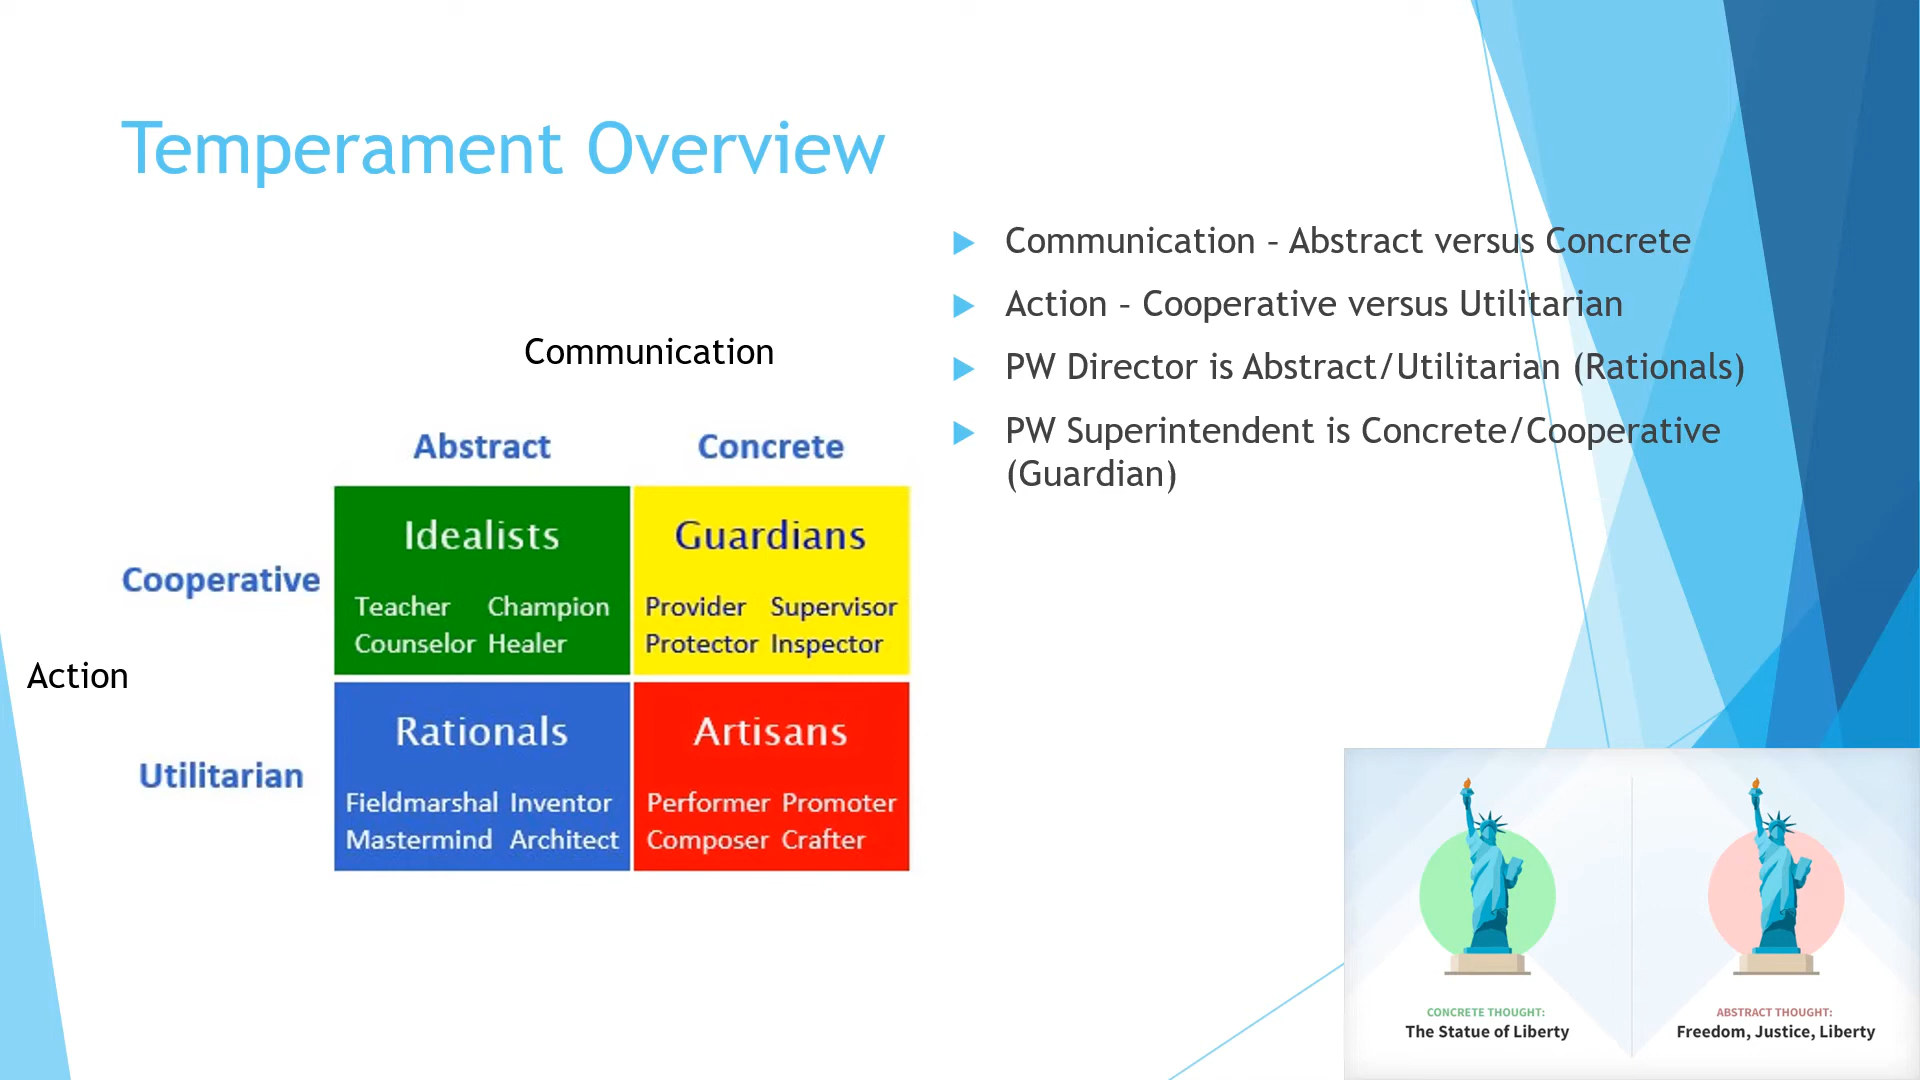 Temperament Overview
Communication – Abstract versus Concrete
Action – Cooperative versus Utilitarian
PW Director is Abstract/Utilitarian (Rationals)
PW Superintendent is Concrete/Cooperative
(Guardian)
Communication
Abstract Concrete
Cooperative
Action
Utilitarian
Idealists
Teacher Champion
Counselor Healer
Guardians
Provider Supervisor
Protector Inspector
Rationals
Fieldmarshal Inventor
Mastermind Architect
Artisans
Performer Promoter
Composer Crafter
CONCRETE THOUGHT:
The Statue of Liberty
ABSTRACT THOUGHT:
Freedom, Justice, Liberty